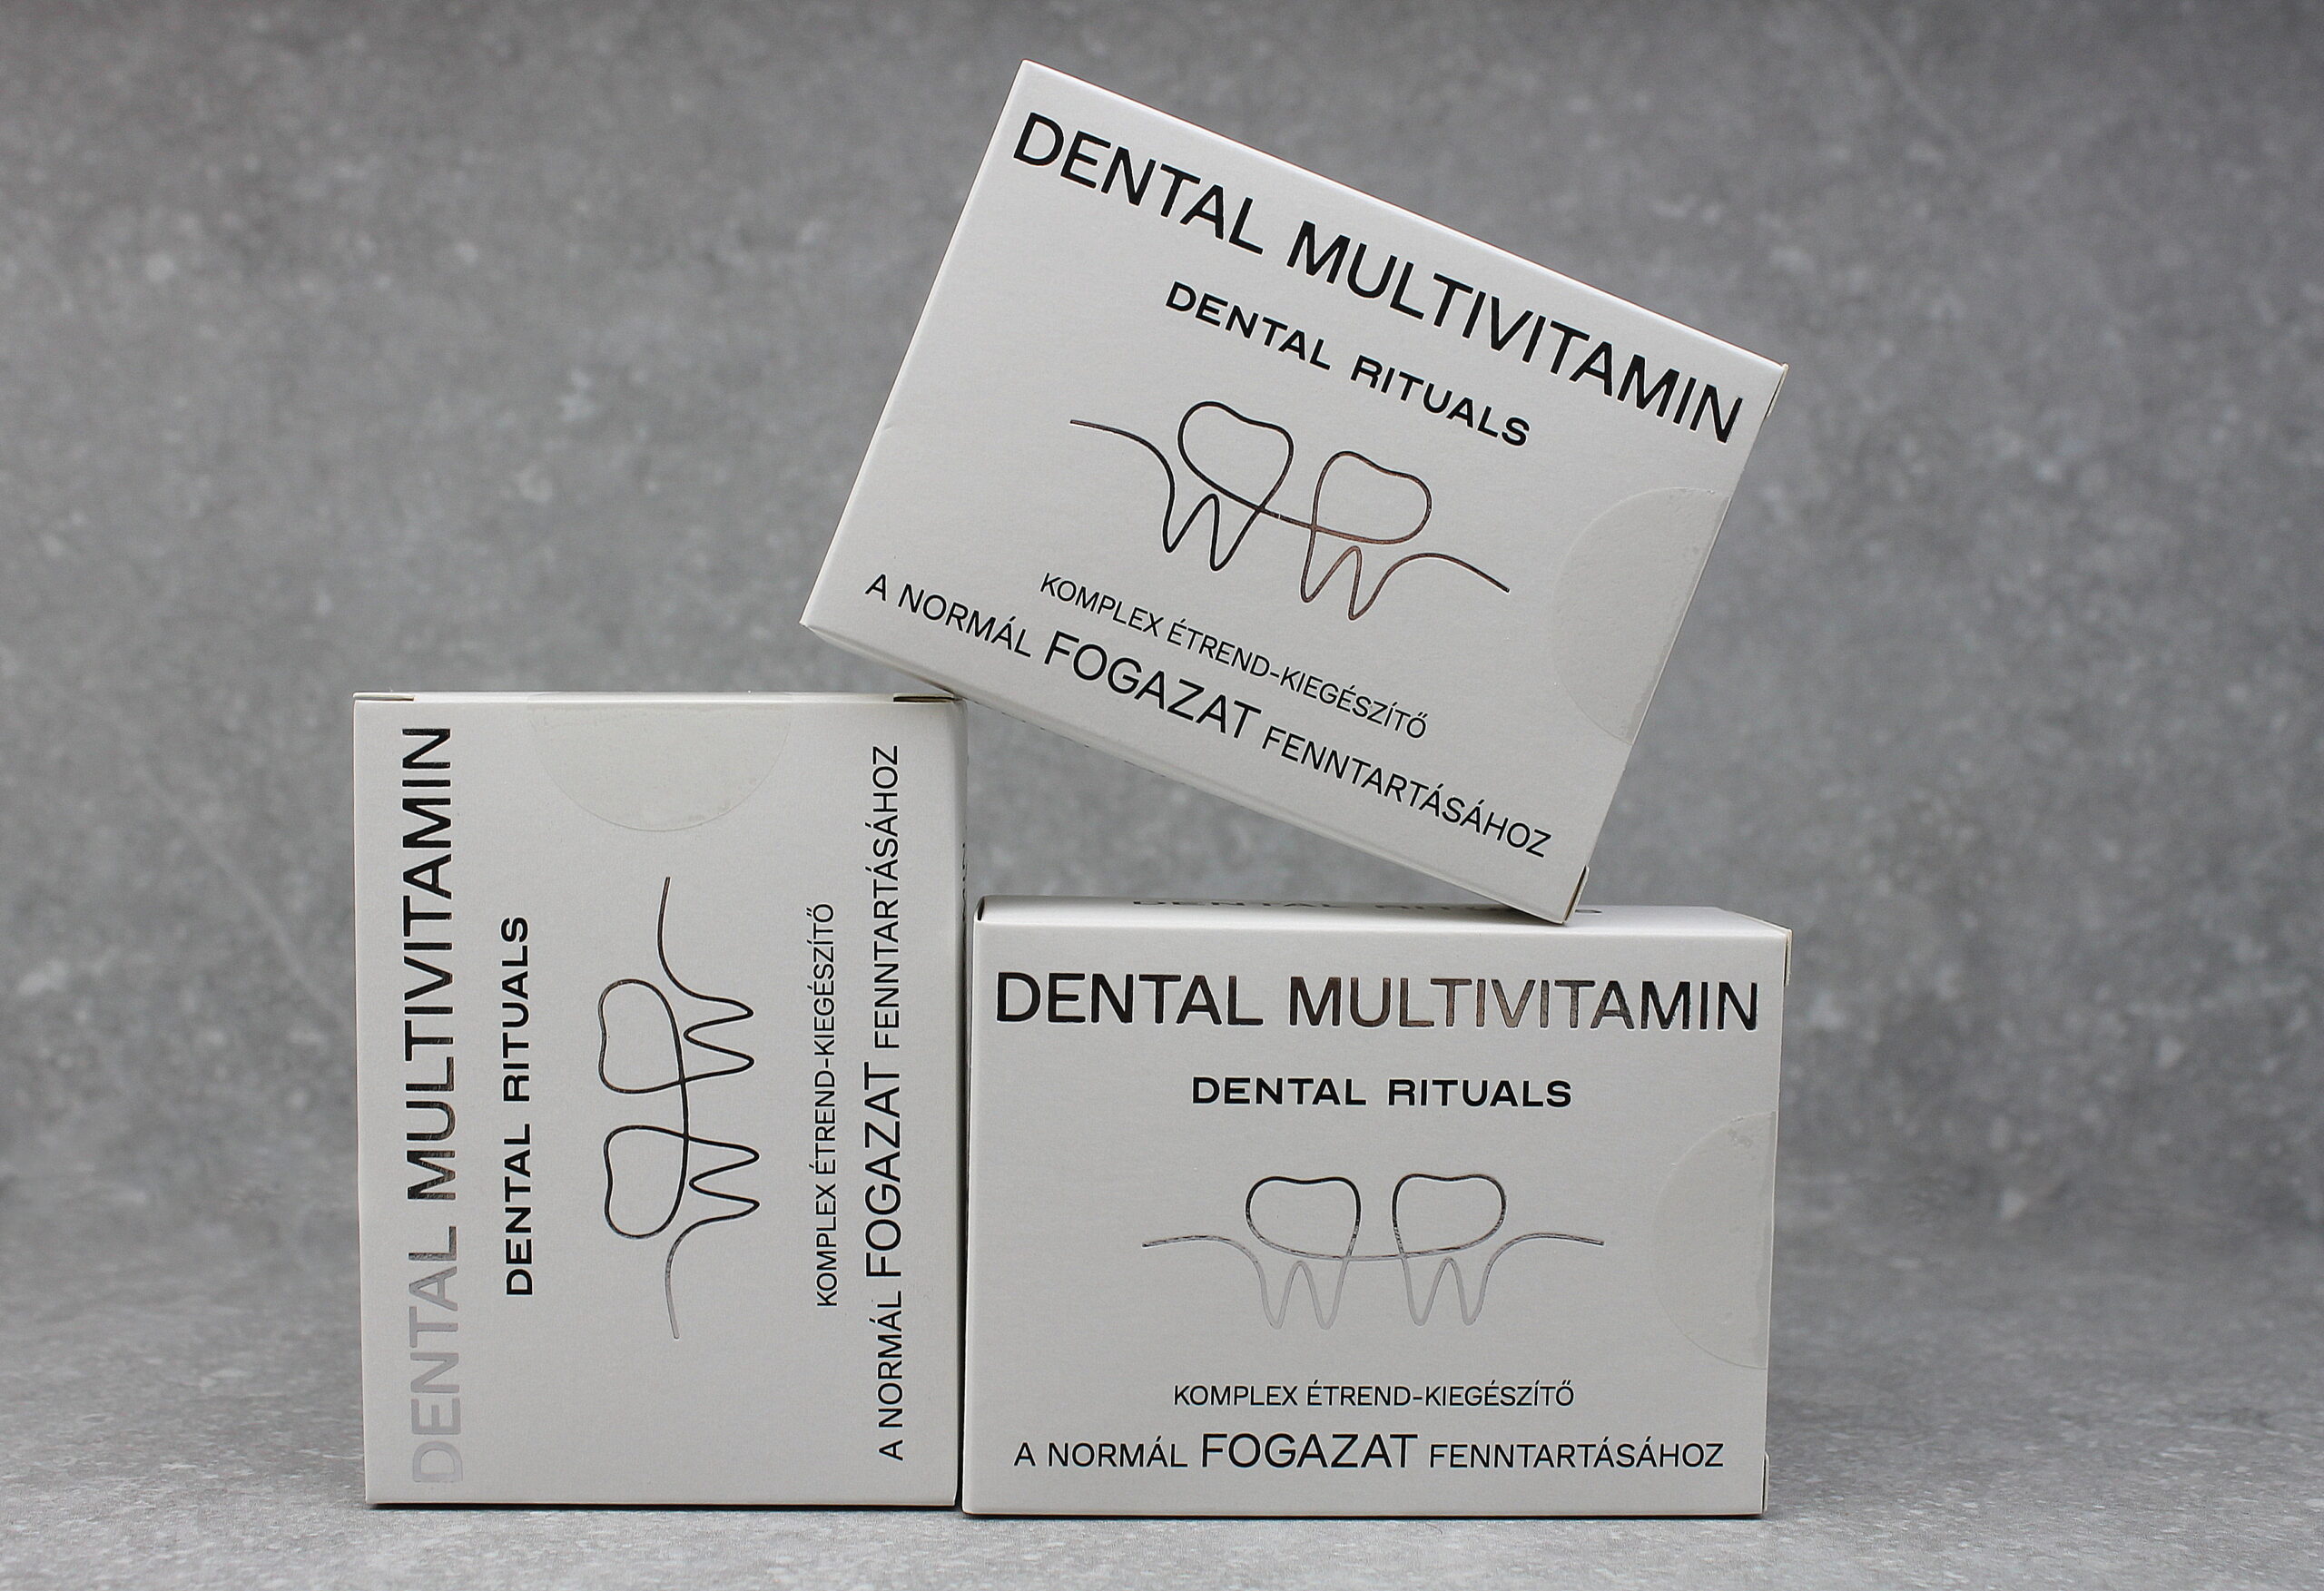 DENTAL MULTIVITAMIN
DENTAL RITUALS
KOMPLEX ÉTREND-KIEGÉSZÍTŐ
A NORMÁL FOGAZAT FENNTARTÁSÁHOZ
DENTAL MULTIVITAMIN
DENTAL RITUALS
KOMPLEX ÉTREND-KIEGÉSZÍTŐ
A NORMÁL FOGAZAT FENNTARTÁSÁHOZ
DENTAL MULTIVITAMIN
DENTAL RITUALS
KOMPLEX ÉTREND-KIEGÉSZÍTŐ
A NORMÁL FOGAZAT FENNTARTÁSÁHOZ